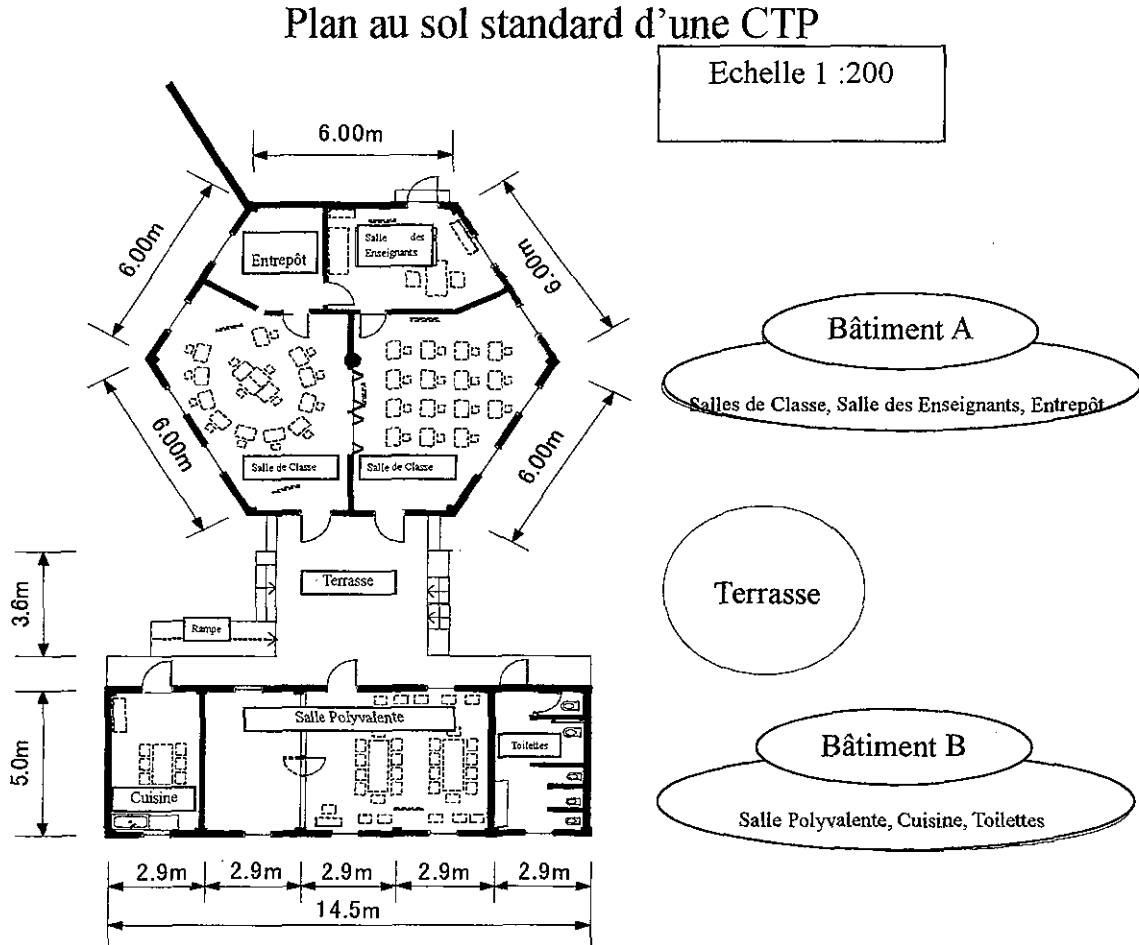 Plan au sol standard d'une CTP
Echelle 1 :200
6.00m
6.00m
6.00m
Entrepôt
Salle des
Enseignants
Bâtiment A
Salles de Classe, Salle des Enseignants, Entrepôt
6.00m
6.00m
Salle de Classe
Salle de Classe
3.6m
Terrasse
Terrasse
Rampe
5.0m
Salle Polyvalente
Toilettes
Cuisine
Bâtiment B
Salle Polyvalente, Cuisine, Toilettes
2.9m
2.9m
2.9m
2.9m
2.9m
14.5m